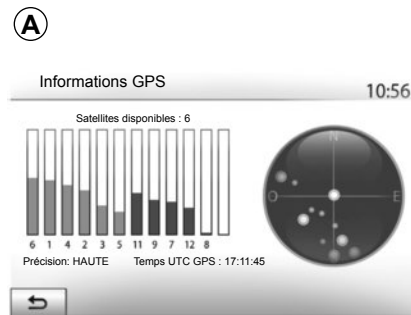 A
Informations GPS
10:56
Satellites disponibles : 6
N
O
E
6 1 4 2 3 5 11 9 7 12 8
Précision: HAUTE
Temps UTC GPS : 17:11:45